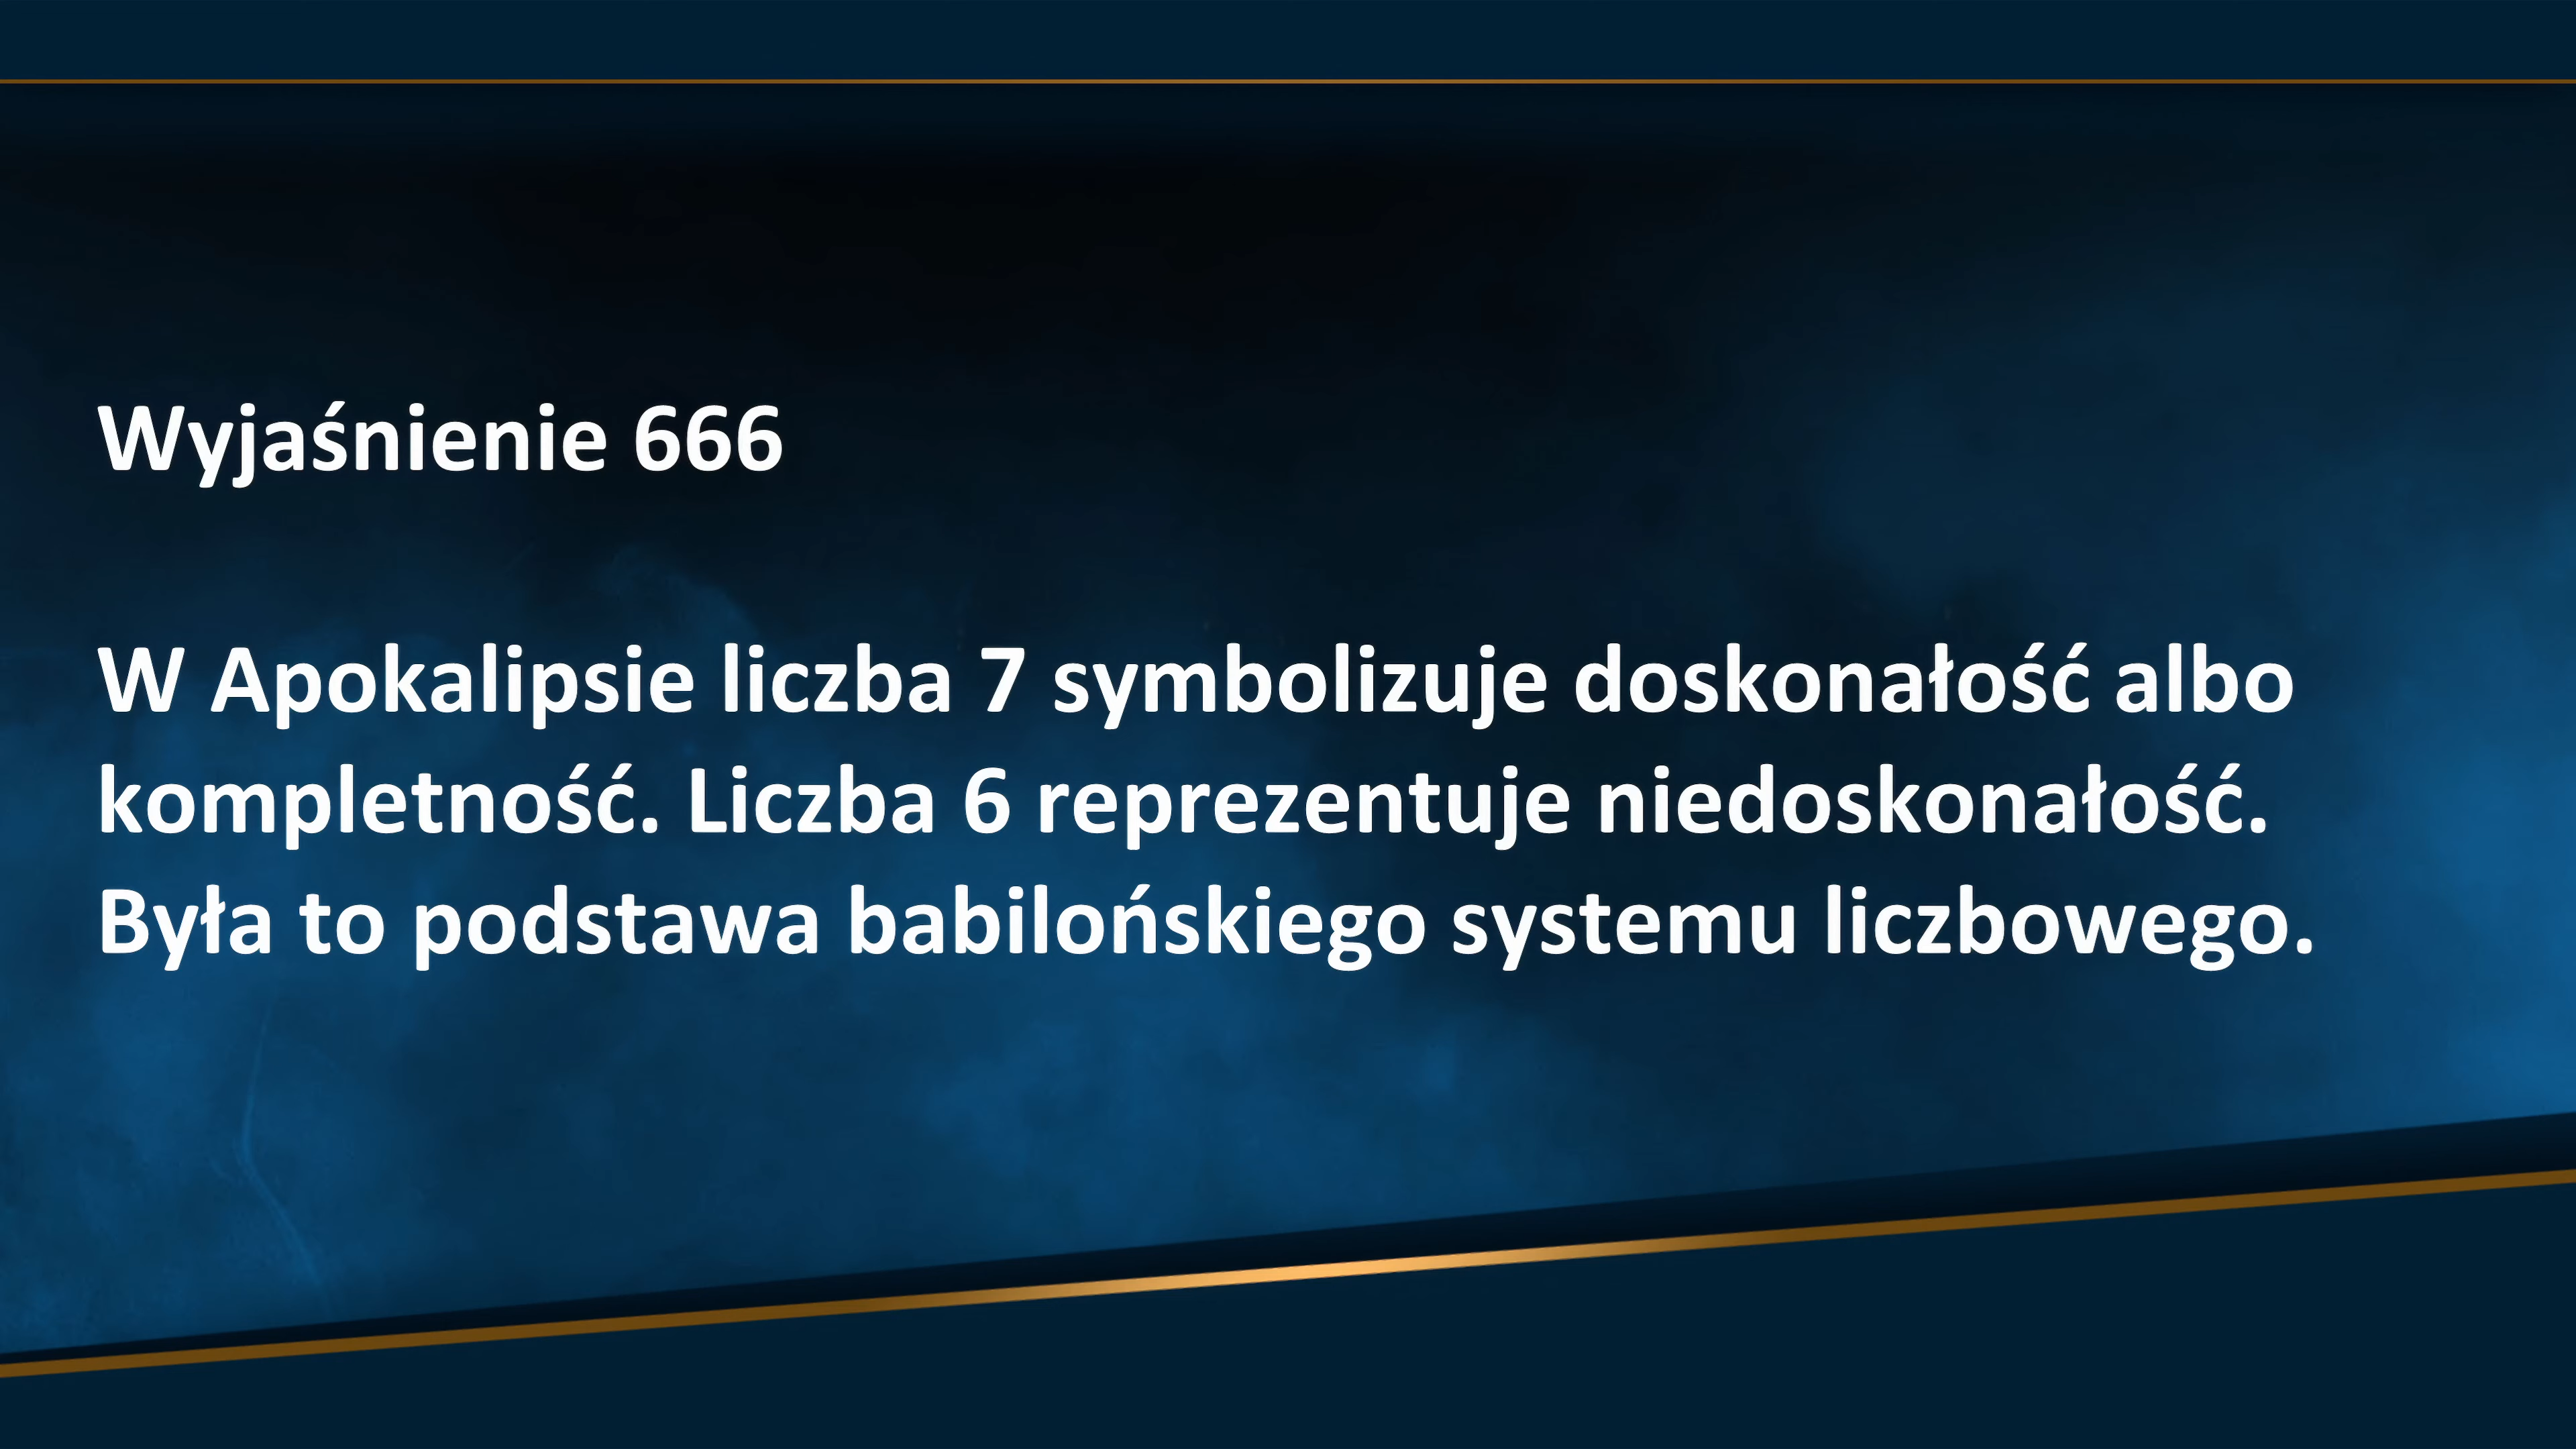 Wyjaśnienie 666
W Apokalipsie liczba 7 symbolizuje doskonałość albo
kompletność. Liczba 6 reprezentuje niedoskonałość.
Była to podstawa babilońskiego systemu liczbowego.